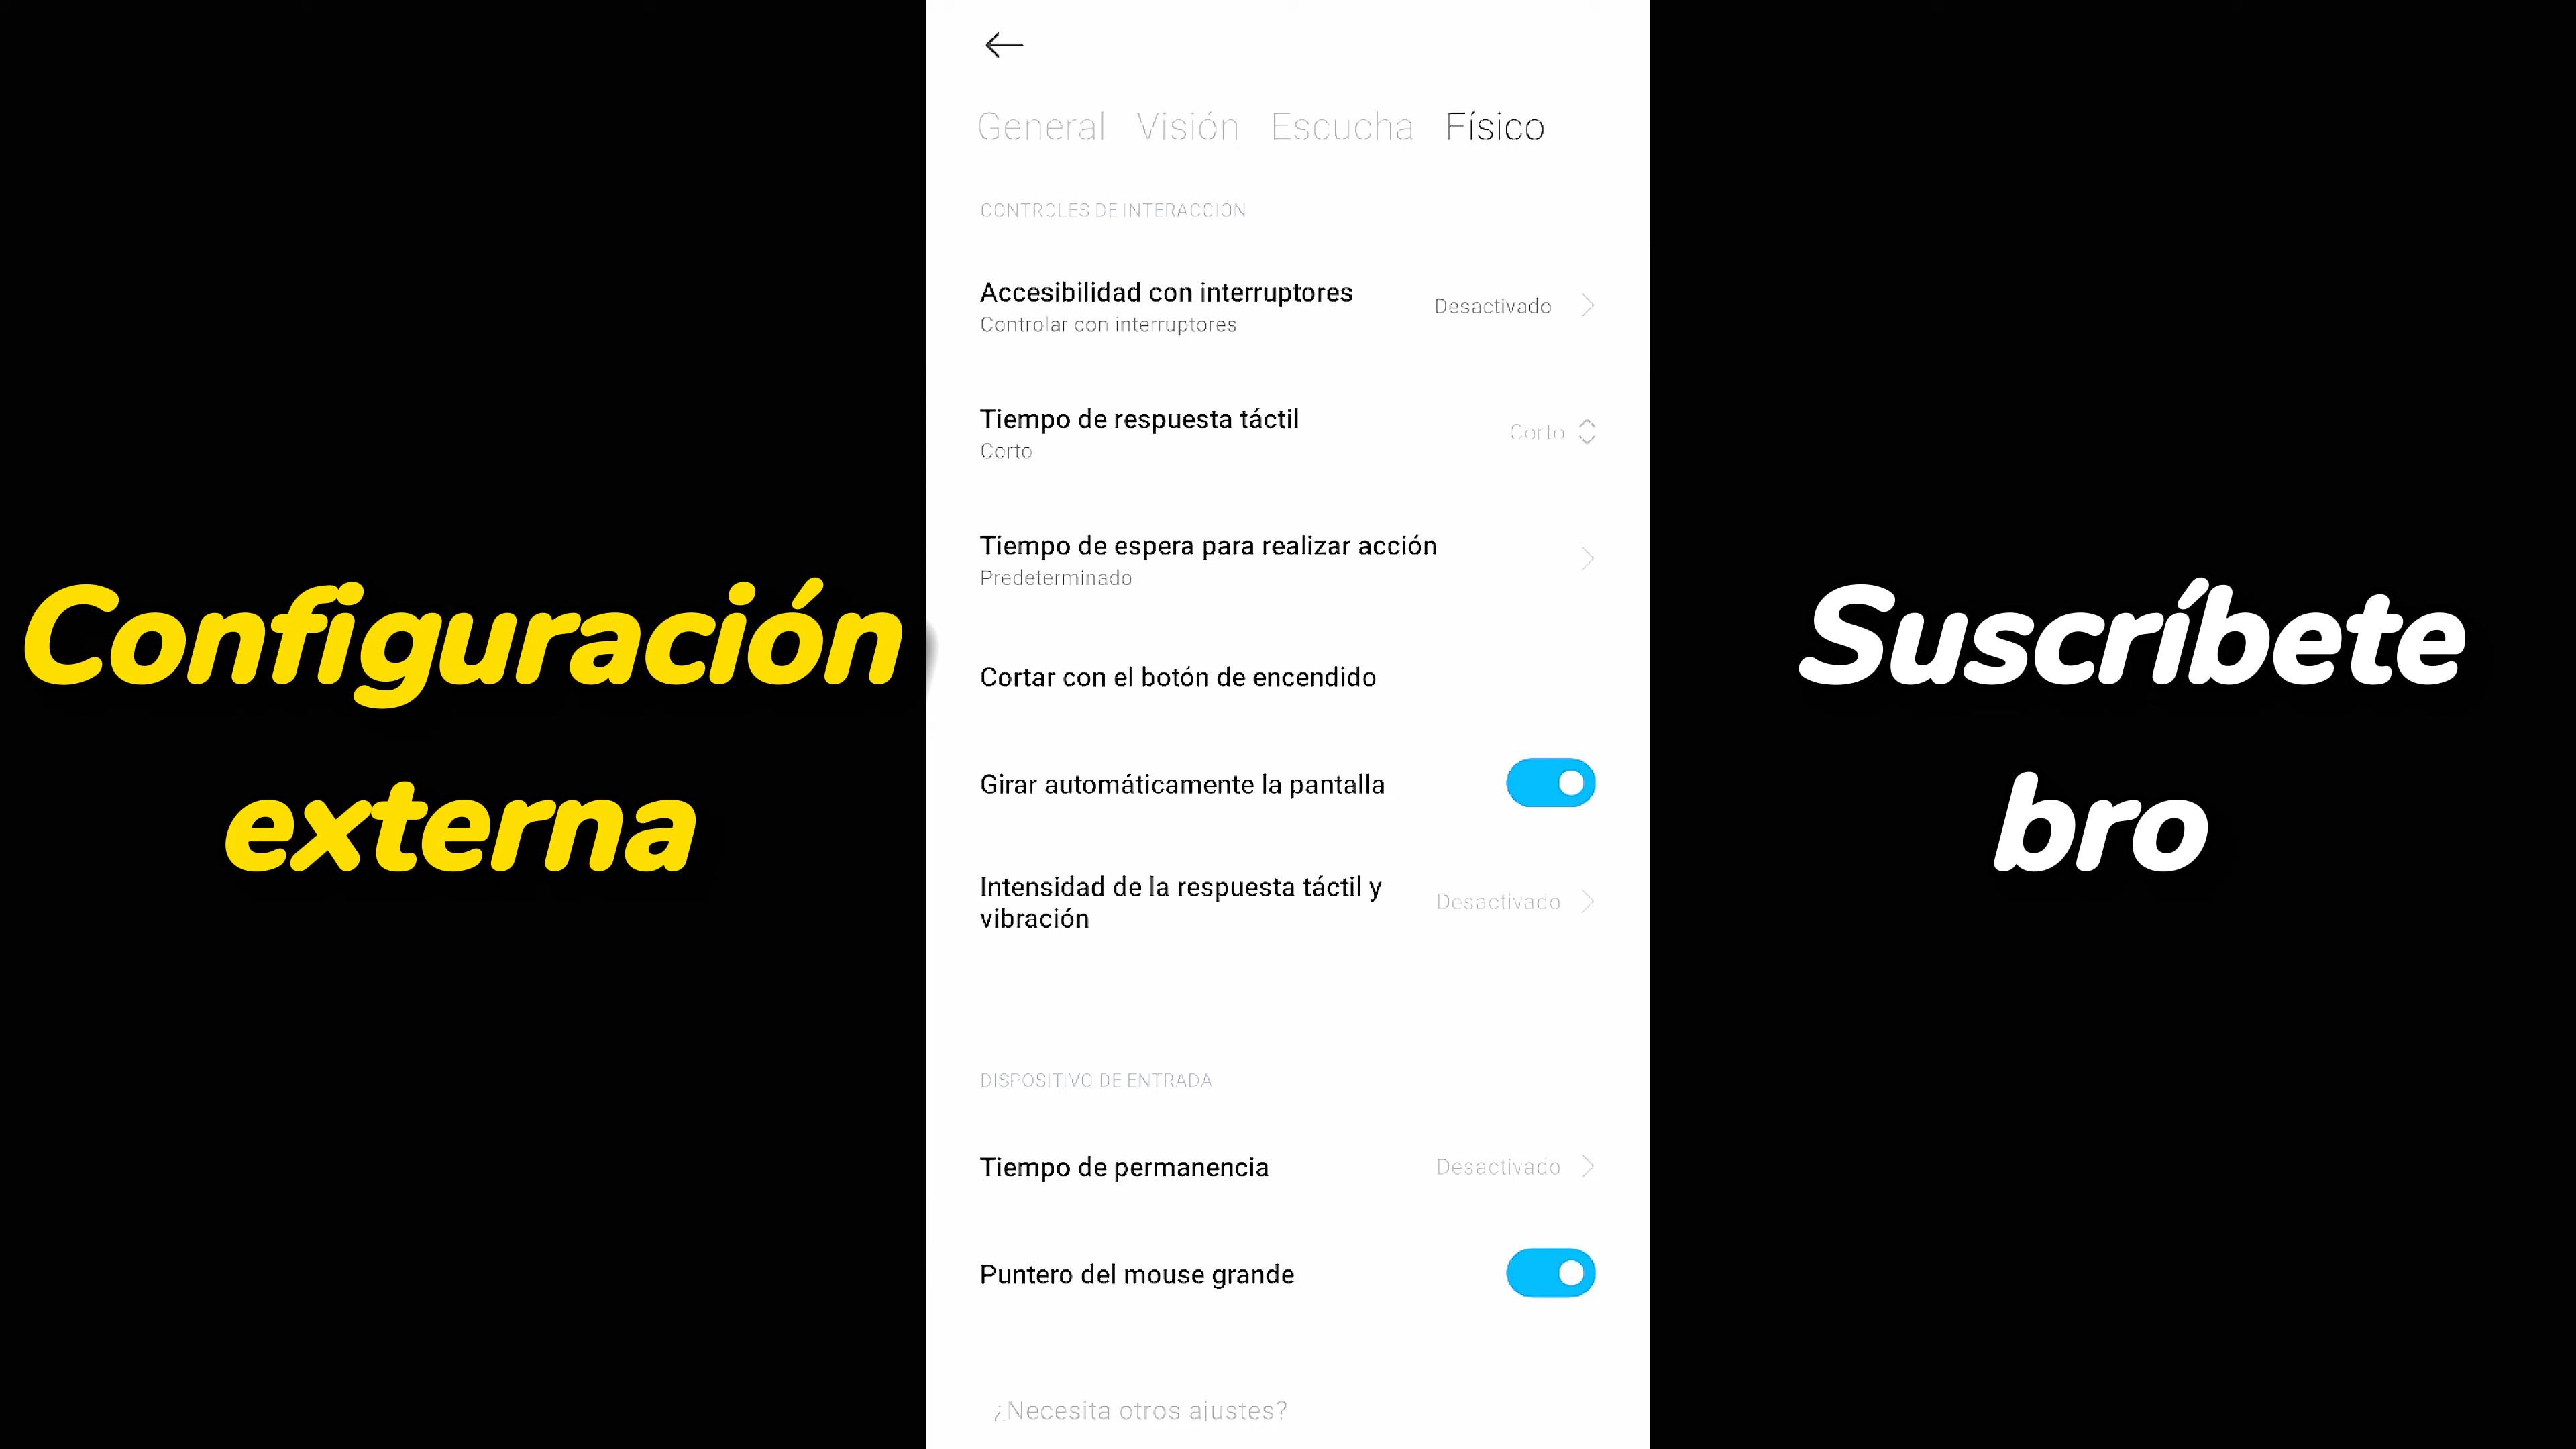 General Visión Escucha Físico
CONTROLES DE INTERACCIÓN
Accesibilidad con interruptores
Controlar con interruptores
Desactivado
Tiempo de respuesta táctil
Corto
Corto
Tiempo de espera para realizar acción
Predeterminado
Cortar con el botón de encendido
Girar automáticamente la pantalla
Intensidad de la respuesta táctil y
vibración
Desactivado
DISPOSITIVO DE ENTRADA
Tiempo de permanencia
Desactivado
Puntero del mouse grande
¿Necesita otros ajustes?
Configuración
externa
Suscríbete
bro